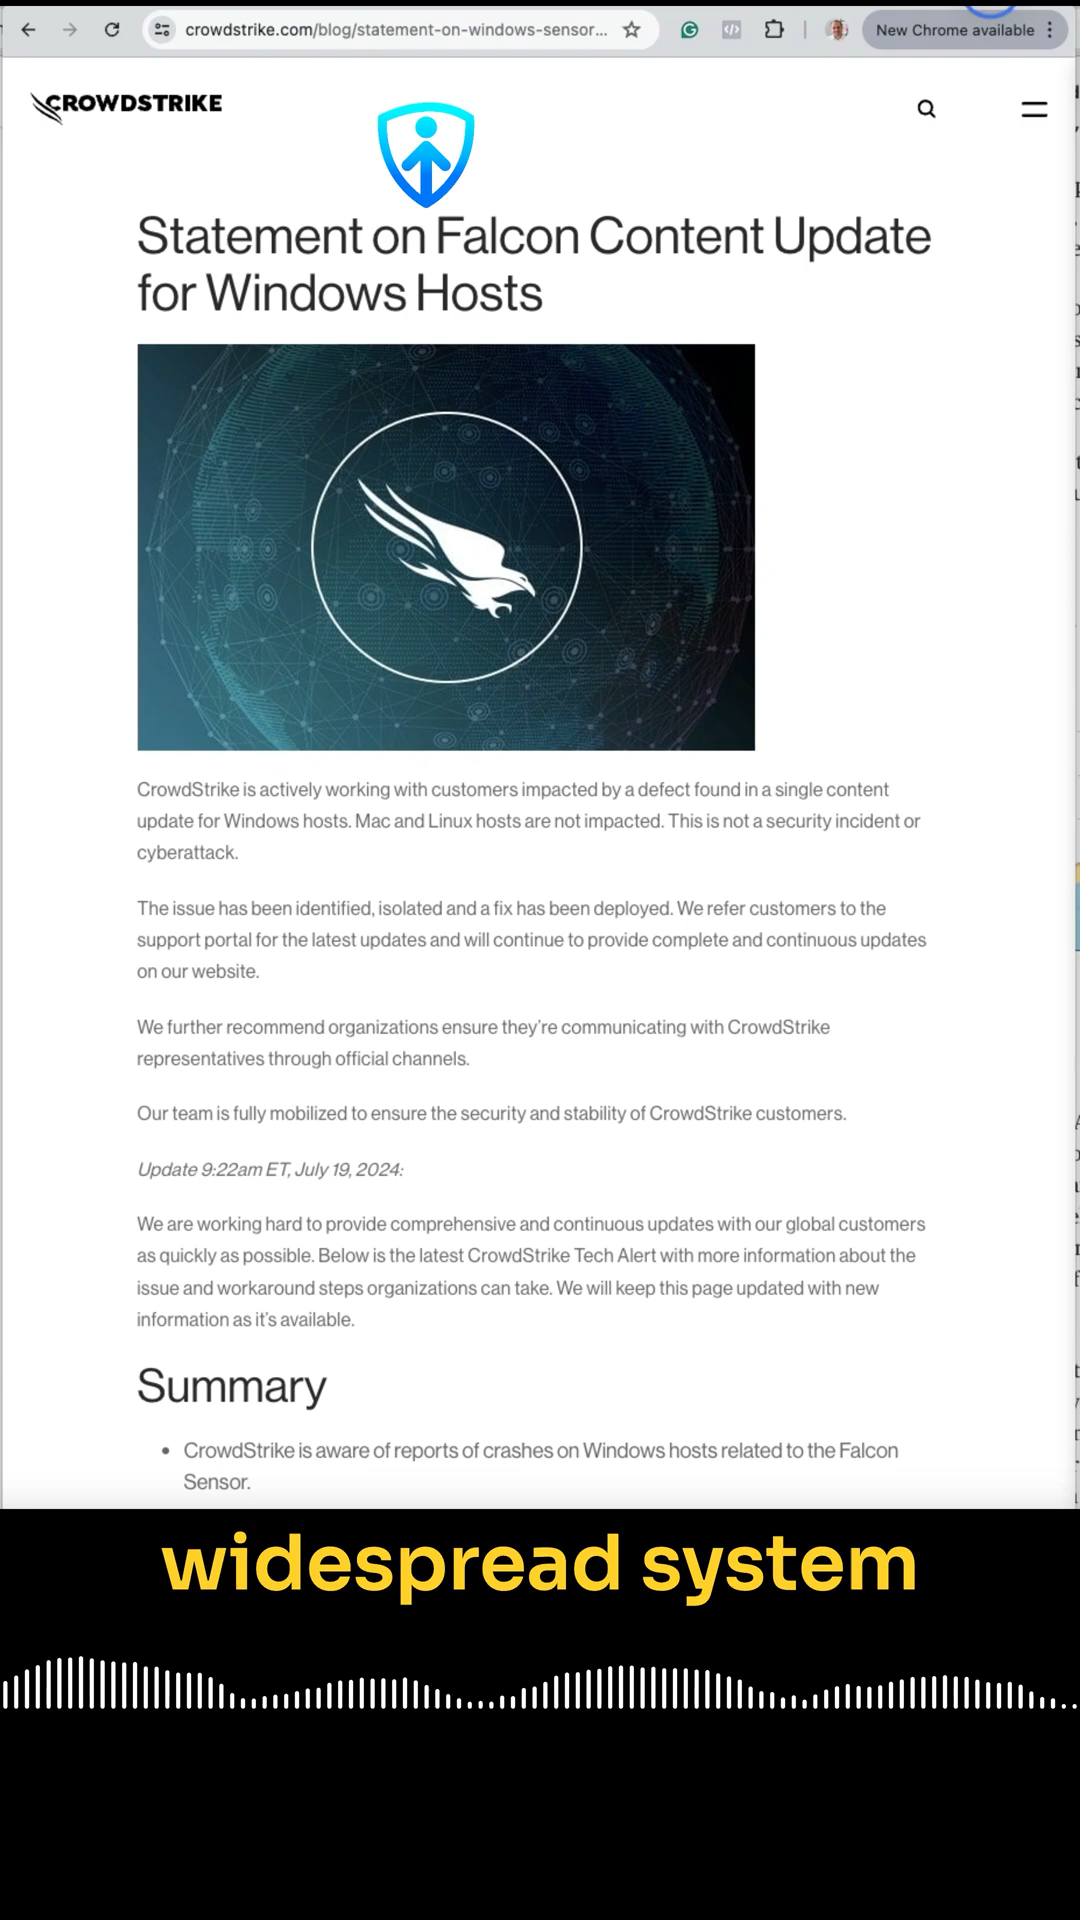 crowdstrike.com/blog/statement-on-windows-sensor...
New Chrome available
CROWDSTRIKE
Statement on Falcon Content Update
for Windows Hosts
CrowdStrike is actively working with customers impacted by a defect found in a single content
update for Windows hosts. Mac and Linux hosts are not impacted. This is not a security incident or
cyberattack.
The issue has been identified, isolated and a fix has been deployed. We refer customers to the
support portal for the latest updates and will continue to provide complete and continuous updates
on our website.
We further recommend organizations ensure they're communicating with CrowdStrike
representatives through official channels.
Our team is fully mobilized to ensure the security and stability of CrowdStrike customers.
Update 9:22am ET, July 19, 2024:
We are working hard to provide comprehensive and continuous updates with our global customers
as quickly as possible. Below is the latest CrowdStrike Tech Alert with more information about the
issue and workaround steps organizations can take. We will keep this page updated with new
information as it's available.
Summary
• CrowdStrike is aware of reports of crashes on Windows hosts related to the Falcon
Sensor.
widespread system